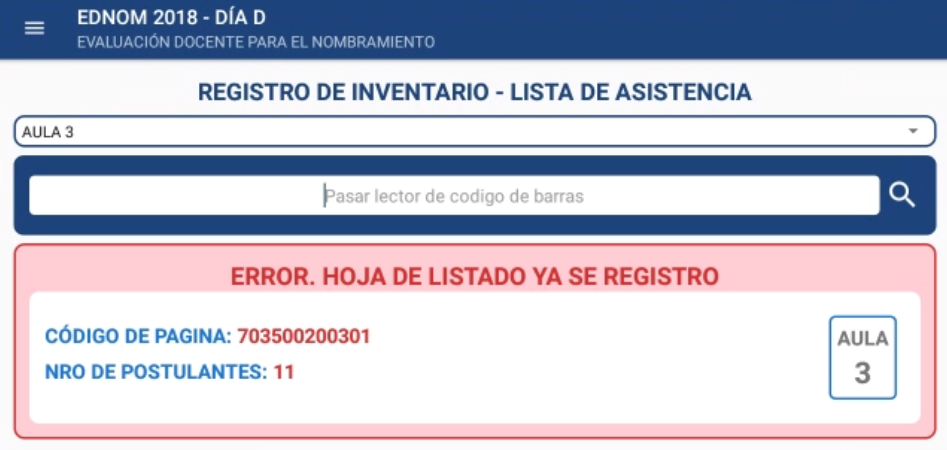 EDNOM 2018 - DÍA D
EVALUACIÓN DOCENTE PARA EL NOMBRAMIENTO
REGISTRO DE INVENTARIO - LISTA DE ASISTENCIA
AULA 3
Pasar lector de codigo de barras
ERROR. HOJA DE LISTADO YA SE REGISTRO
CÓDIGO DE PAGINA: 703500200301
NRO DE POSTULANTES: 11
AULA
3